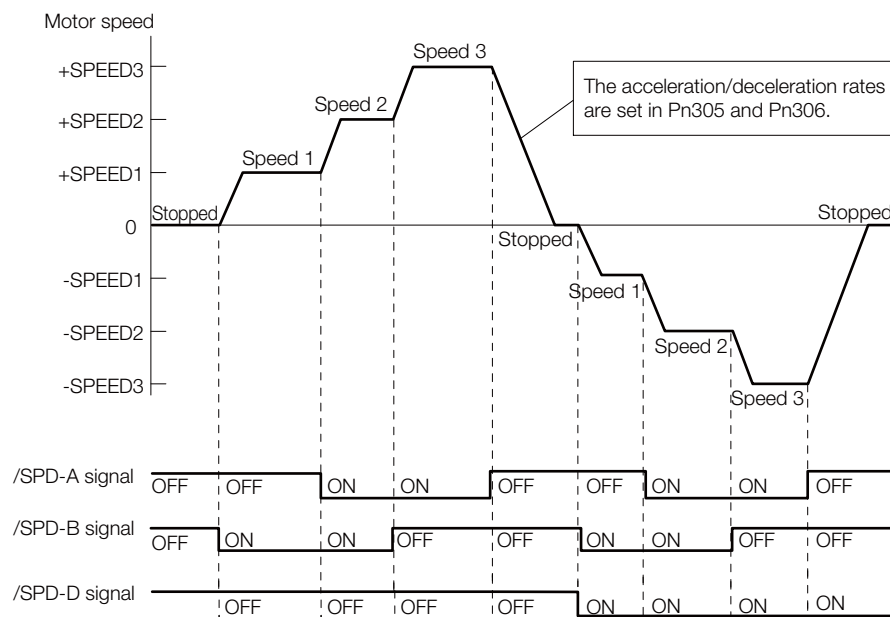 Motor speed
+SPEED3
+SPEED2
+SPEED1
0
-SPEED1
-SPEED2
-SPEED3
Stopped
Speed 1
Speed 2
Speed 3
The acceleration/deceleration rates
are set in Pn305 and Pn306.
Stopped
Speed 1
Speed 2
Speed 3
Stopped
/SPD-A signal
OFF OFF ON ON OFF OFF ON ON OFF
/SPD-B signal
OFF ON ON OFF OFF ON ON OFF OFF
/SPD-D signal
OFF OFF OFF OFF ON ON ON ON